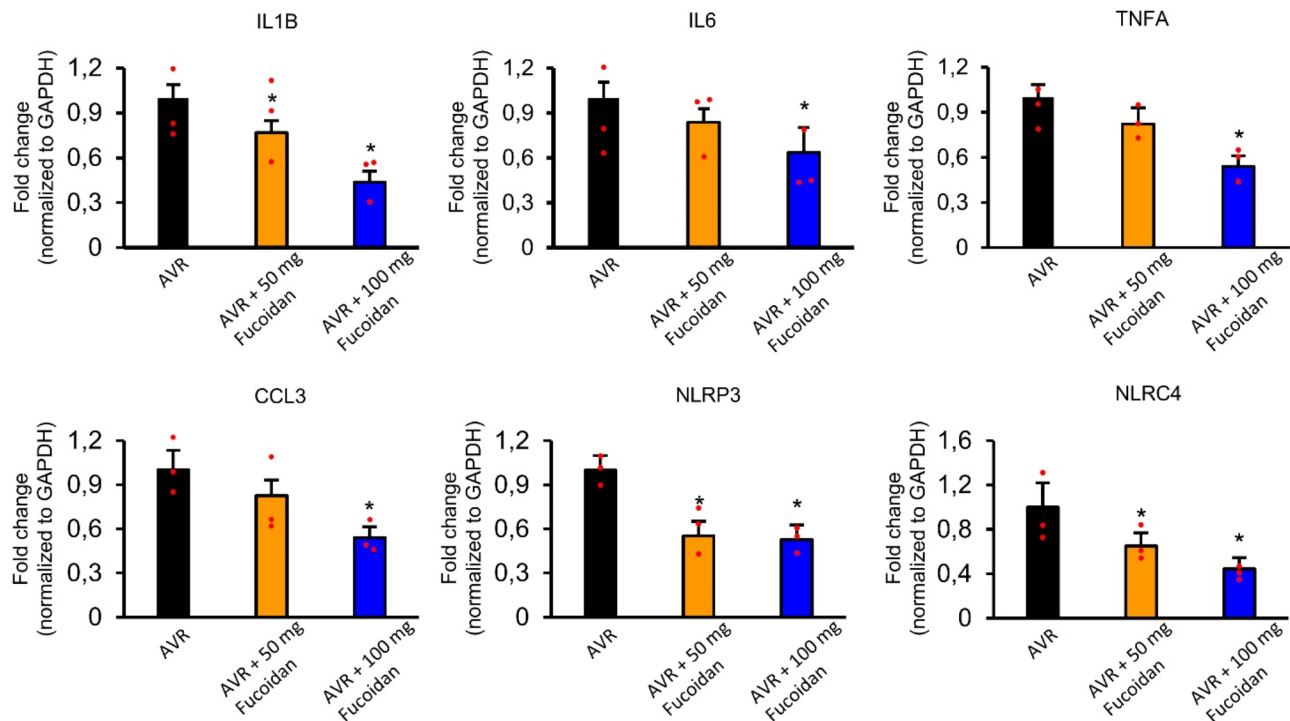 IL1B
Fold change
(normalized to GAPDH)
1,2
0,9
0,6
0,3
0
*
*
AVR
AVR + 50 mg
Fucoidan
AVR + 100 mg
Fucoidan
IL6
Fold change
(normalized to GAPDH)
1,2
0,9
0,6
0,3
0
*
AVR
AVR + 50 mg
Fucoidan
AVR + 100 mg
Fucoidan
TNFA
Fold change
(normalized to GAPDH)
1,2
0,9
0,6
0,3
0
*
AVR
AVR + 50 mg
Fucoidan
AVR + 100 mg
Fucoidan
CCL3
Fold change
(normalized to GAPDH)
1,2
0,9
0,6
0,3
0
*
AVR
AVR + 50 mg
Fucoidan
AVR + 100 mg
Fucoidan
NLRP3
Fold change
(normalized to GAPDH)
1,2
0,9
0,6
0,3
0
*
*
AVR
AVR + 50 mg
Fucoidan
AVR + 100 mg
Fucoidan
NLRC4
Fold change
(normalized to GAPDH)
1,6
1,2
0,8
0,4
0
*
*
AVR
AVR + 50 mg
Fucoidan
AVR + 100 mg
Fucoidan